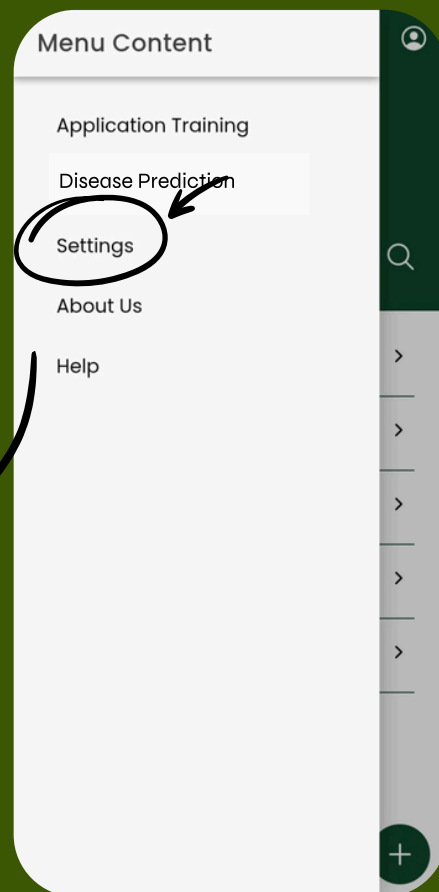 Menu Content
Application Training
Disease Prediction
Settings
About Us
Help